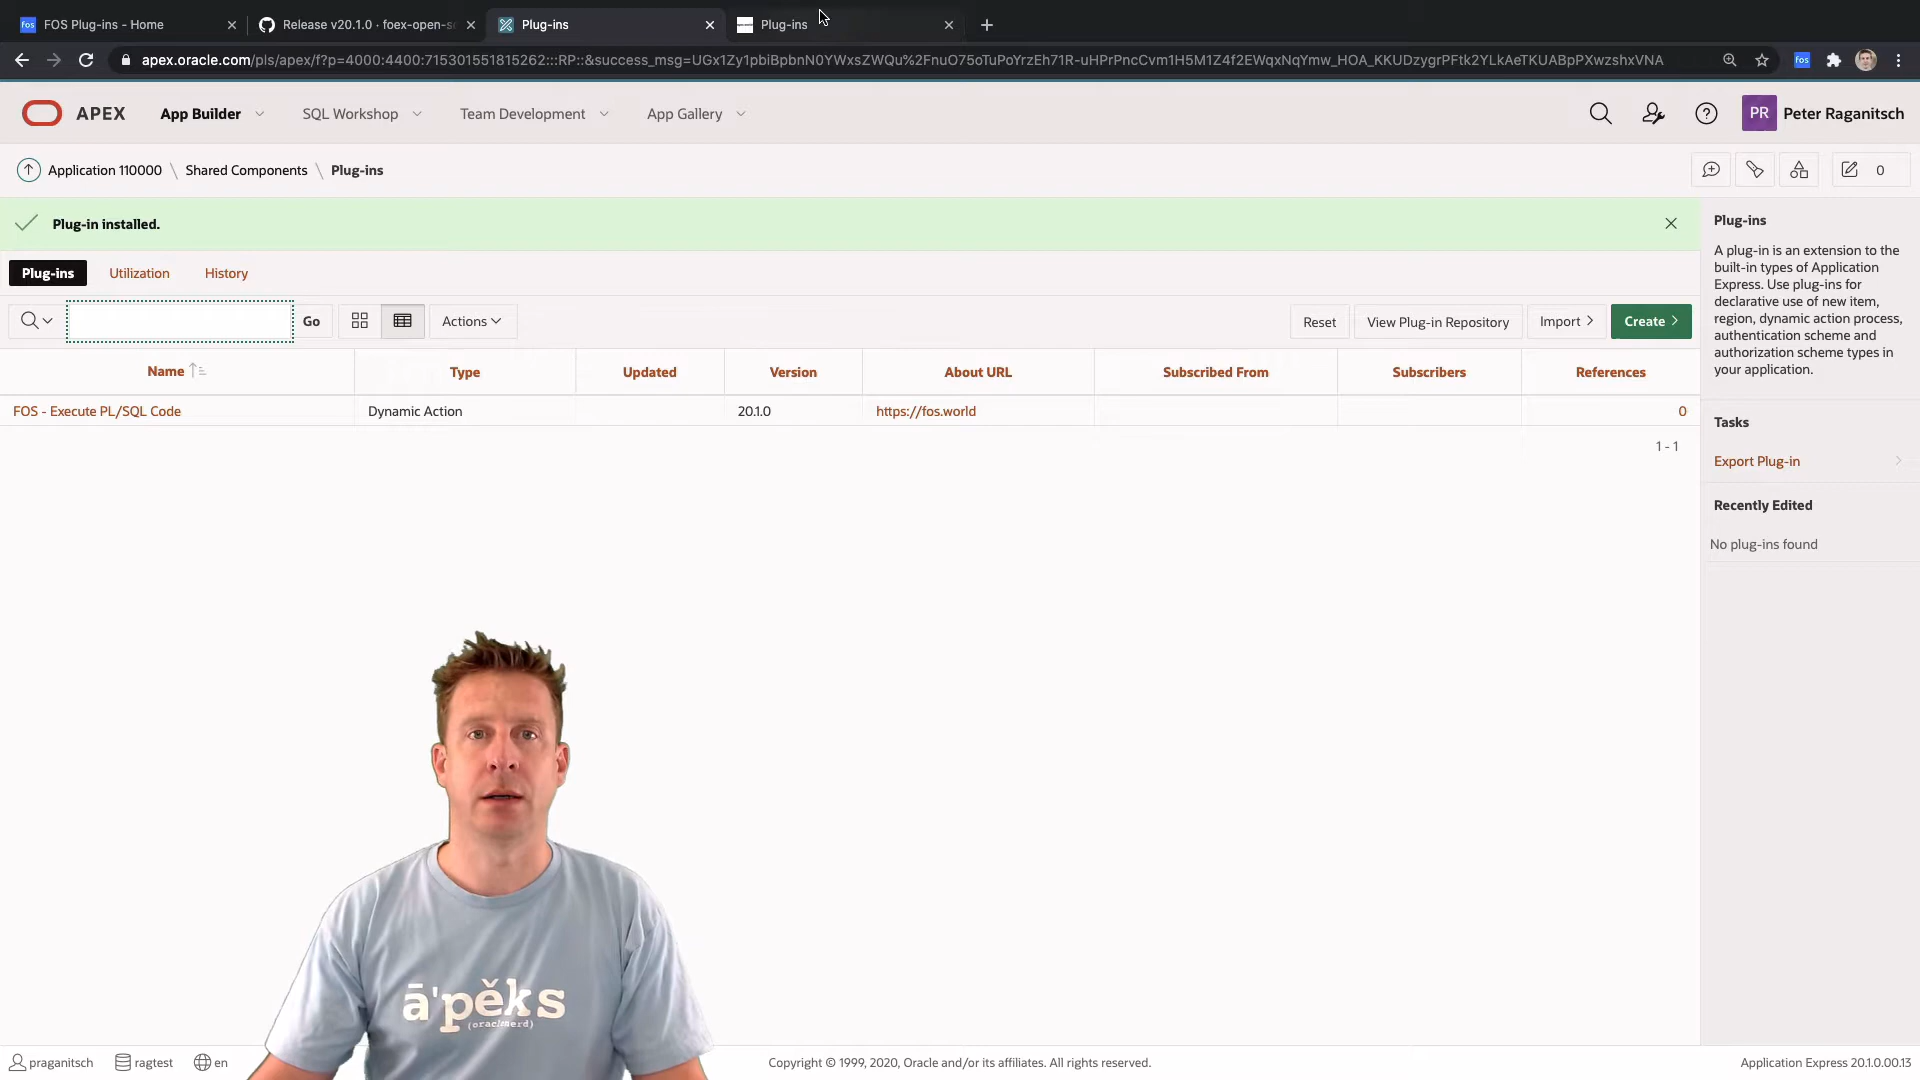 FOS Plug-ins - Home
Release v20.1.0 · foex-open-s
Plug-ins
Plug-ins
apex.oracle.com/pls/apex/f?p=4000:4400:715301551815262:::RP::&success_msg=UGx1Zy1pbiBpbnN0YWxsZWQu%2FnuO75oTuPoYrzEh71R-uHPrPncCvm1H5M1Z4f2EWqxNqYmw_HOA_KKUDzygrPFtk2YLkAeTKUABpPXwzshxVNA
fos
APEX
App Builder
SQL Workshop
Team Development
App Gallery
PR
Peter Raganitsch
Application 110000
Shared Components
Plug-ins
0
Plug-in installed.
Plug-ins
Utilization
History
Go
Actions
Reset
View Plug-in Repository
Import
Create
Name
Type
Updated
Version
About URL
Subscribed From
Subscribers
References
FOS - Execute PL/SQL Code
Dynamic Action
20.1.0
https://fos.world
0
1 - 1
Plug-ins
A plug-in is an extension to the
built-in types of Application
Express. Use plug-ins for
declarative use of new item,
region, dynamic action process,
authentication scheme and
authorization scheme types in
your application.
Tasks
Export Plug-in
Recently Edited
No plug-ins found
ā'pěks
(oraclenerd)
praganitsch
ragtest
en
Copyright © 1999, 2020, Oracle and/or its affiliates. All rights reserved.
Application Express 20.1.0.00.13